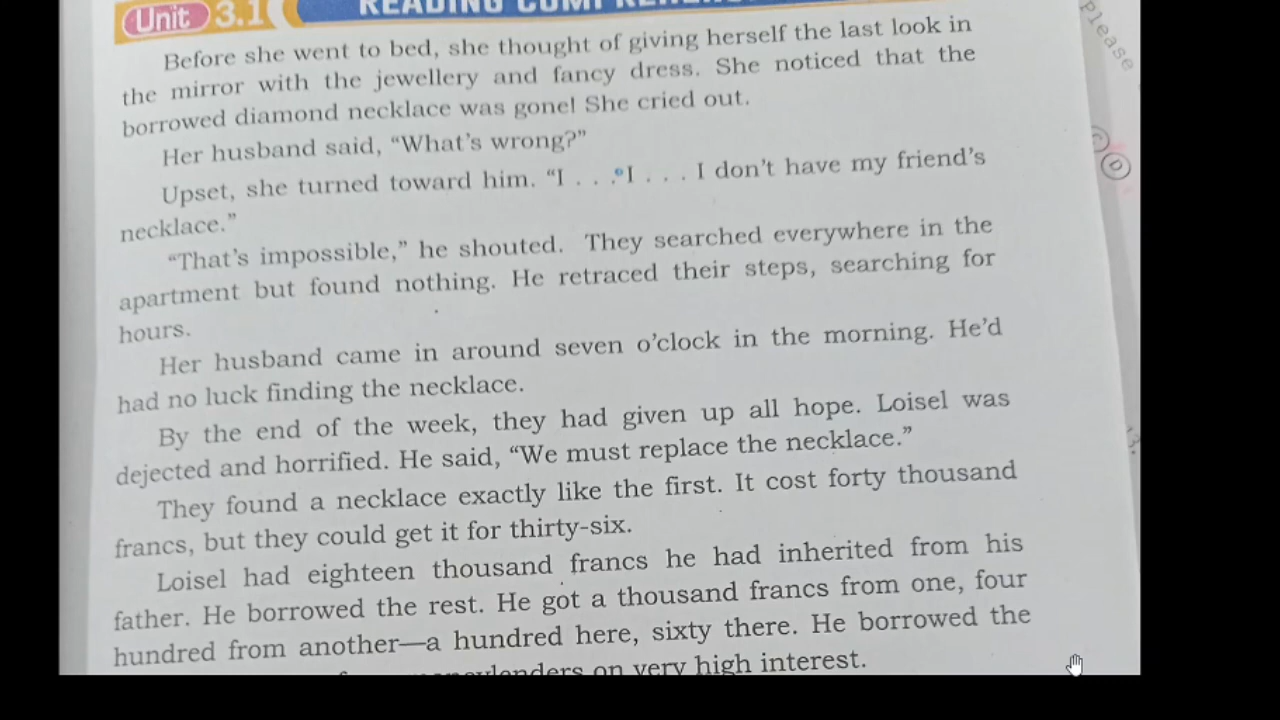 Unit 3.1
READING COMPREHE
Before she went to bed, she thought of giving herself the last look in
the mirror with the jewellery and fancy dress. She noticed that the
borrowed diamond necklace was gone! She cried out.
Her husband said, “What’s wrong?”
Upset, she turned toward him. “I . . . I . . . I don’t have my friend’s
necklace.”
“That’s impossible,” he shouted. They searched everywhere in the
apartment but found nothing. He retraced their steps, searching for
hours.
Her husband came in around seven o’clock in the morning. He’d
had no luck finding the necklace.
By the end of the week, they had given up all hope. Loisel was
dejected and horrified. He said, “We must replace the necklace.”
They found a necklace exactly like the first. It cost forty thousand
francs, but they could get it for thirty-six.
Loisel had eighteen thousand francs he had inherited from his
father. He borrowed the rest. He got a thousand francs from one, four
hundred from another—a hundred here, sixty there. He borrowed the
on very high interest.
Please